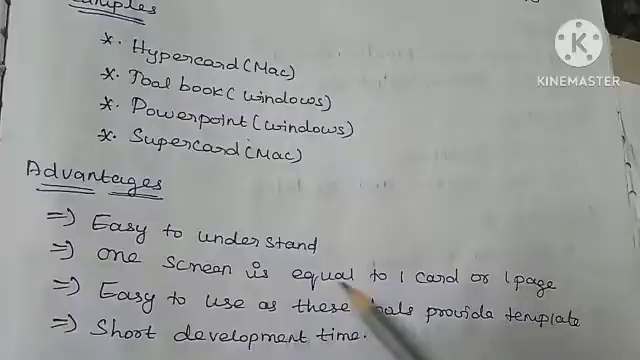 Examples
*. Hypercard (Mac)
*. Tool book (windows)
*. Powerpoint (windows)
*. Supercard (Mac)
Advantages
=> Easy to understand
=> One screen is equal to 1 card or 1 page
=> Easy to use as these tools provide template
=> Short development time.
KINEMASTER